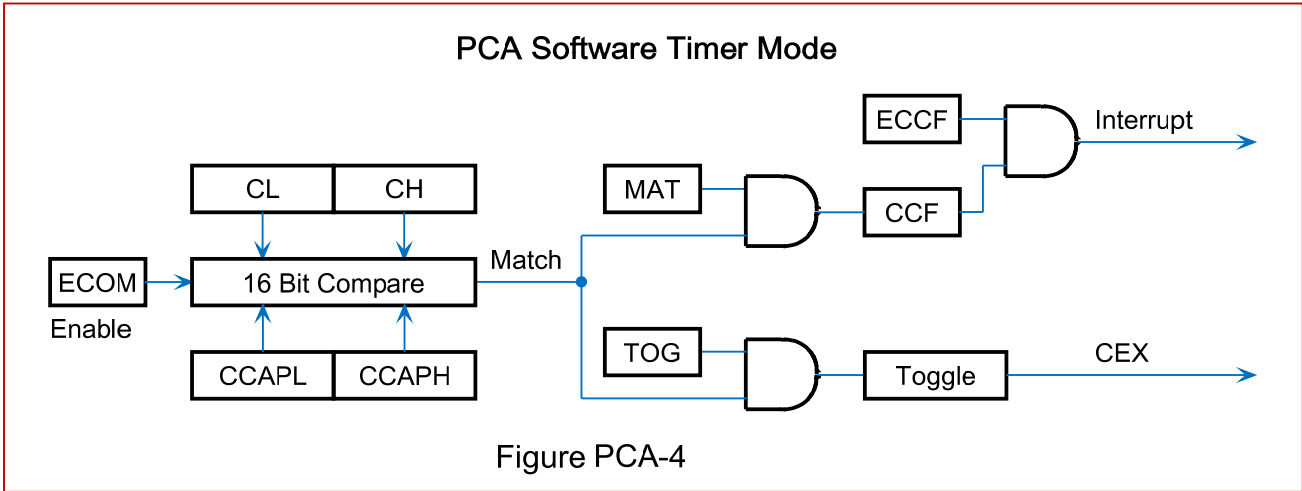 PCA Software Timer Mode
ECCF
Interrupt
CL CH
MAT
CCF
ECOM
16 Bit Compare
Match
Enable
TOG
CCAPL CCAPH
Toggle
CEX
Figure PCA-4